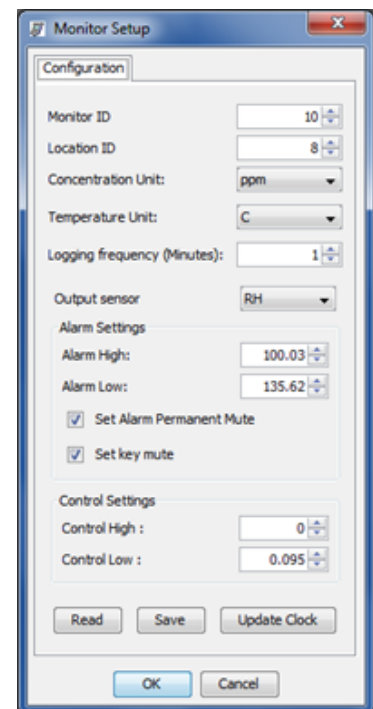 Monitor Setup
Configuration
Monitor ID 10
Location ID 8
Concentration Unit: ppm
Temperature Unit: C
Logging frequency (Minutes): 1
Output sensor RH
Alarm Settings
Alarm High: 100.03
Alarm Low: 135.62
Set Alarm Permanent Mute
Set key mute
Control Settings
Control High : 0
Control Low : 0.095
Read Save Update Clock
OK Cancel